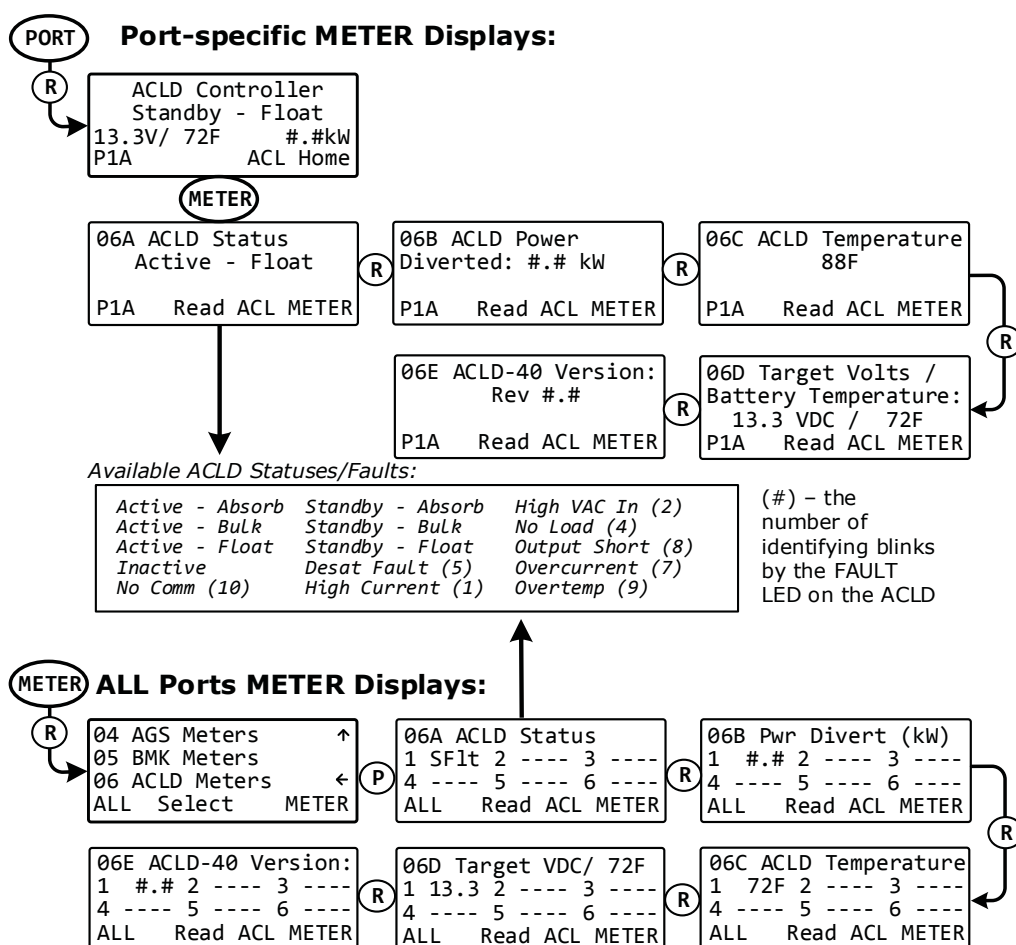 PORT
Port-specific METER Displays:
R
ACLD Controller
Standby - Float
13.3V/ 72F #.#kW
P1A ACL Home
METER
06A ACLD Status
Active - Float
P1A Read ACL METER
R
06B ACLD Power
Diverted: #.# kW
P1A Read ACL METER
R
06C ACLD Temperature
88F
P1A Read ACL METER
R
06D Target Volts /
Battery Temperature:
13.3 VDC / 72F
P1A Read ACL METER
R
06E ACLD-40 Version:
Rev #.#
P1A Read ACL METER
Available ACLD Statuses/Faults:
Active - Absorb Standby - Absorb High VAC In (2)
Active - Bulk Standby - Bulk No Load (4)
Active - Float Standby - Float Output Short (8)
Inactive Desat Fault (5) Overcurrent (7)
No Comm (10) High Current (1) Overtemp (9)
(#) – the
number of
identifying blinks
by the FAULT
LED on the ACLD
METER
ALL Ports METER Displays:
R
04 AGS Meters ↑
05 BMK Meters
06 ACLD Meters ←
ALL Select METER
P
06A ACLD Status
1 SFlt 2 ---- 3 ----
4 ---- 5 ---- 6 ----
ALL Read ACL METER
R
06B Pwr Divert (kW)
1 #.# 2 ---- 3 ----
4 ---- 5 ---- 6 ----
ALL Read ACL METER
R
06C ACLD Temperature
1 72F 2 ---- 3 ----
4 ---- 5 ---- 6 ----
ALL Read ACL METER
R
06D Target VDC/ 72F
1 13.3 2 ---- 3 ----
4 ---- 5 ---- 6 ----
ALL Read ACL METER
R
06E ACLD-40 Version:
1 #.# 2 ---- 3 ----
4 ---- 5 ---- 6 ----
ALL Read ACL METER